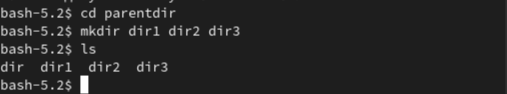 bash-5.2$ cd parentdir
bash-5.2$ mkdir dir1 dir2 dir3
bash-5.2$ ls
dir  dir1  dir2  dir3
bash-5.2$